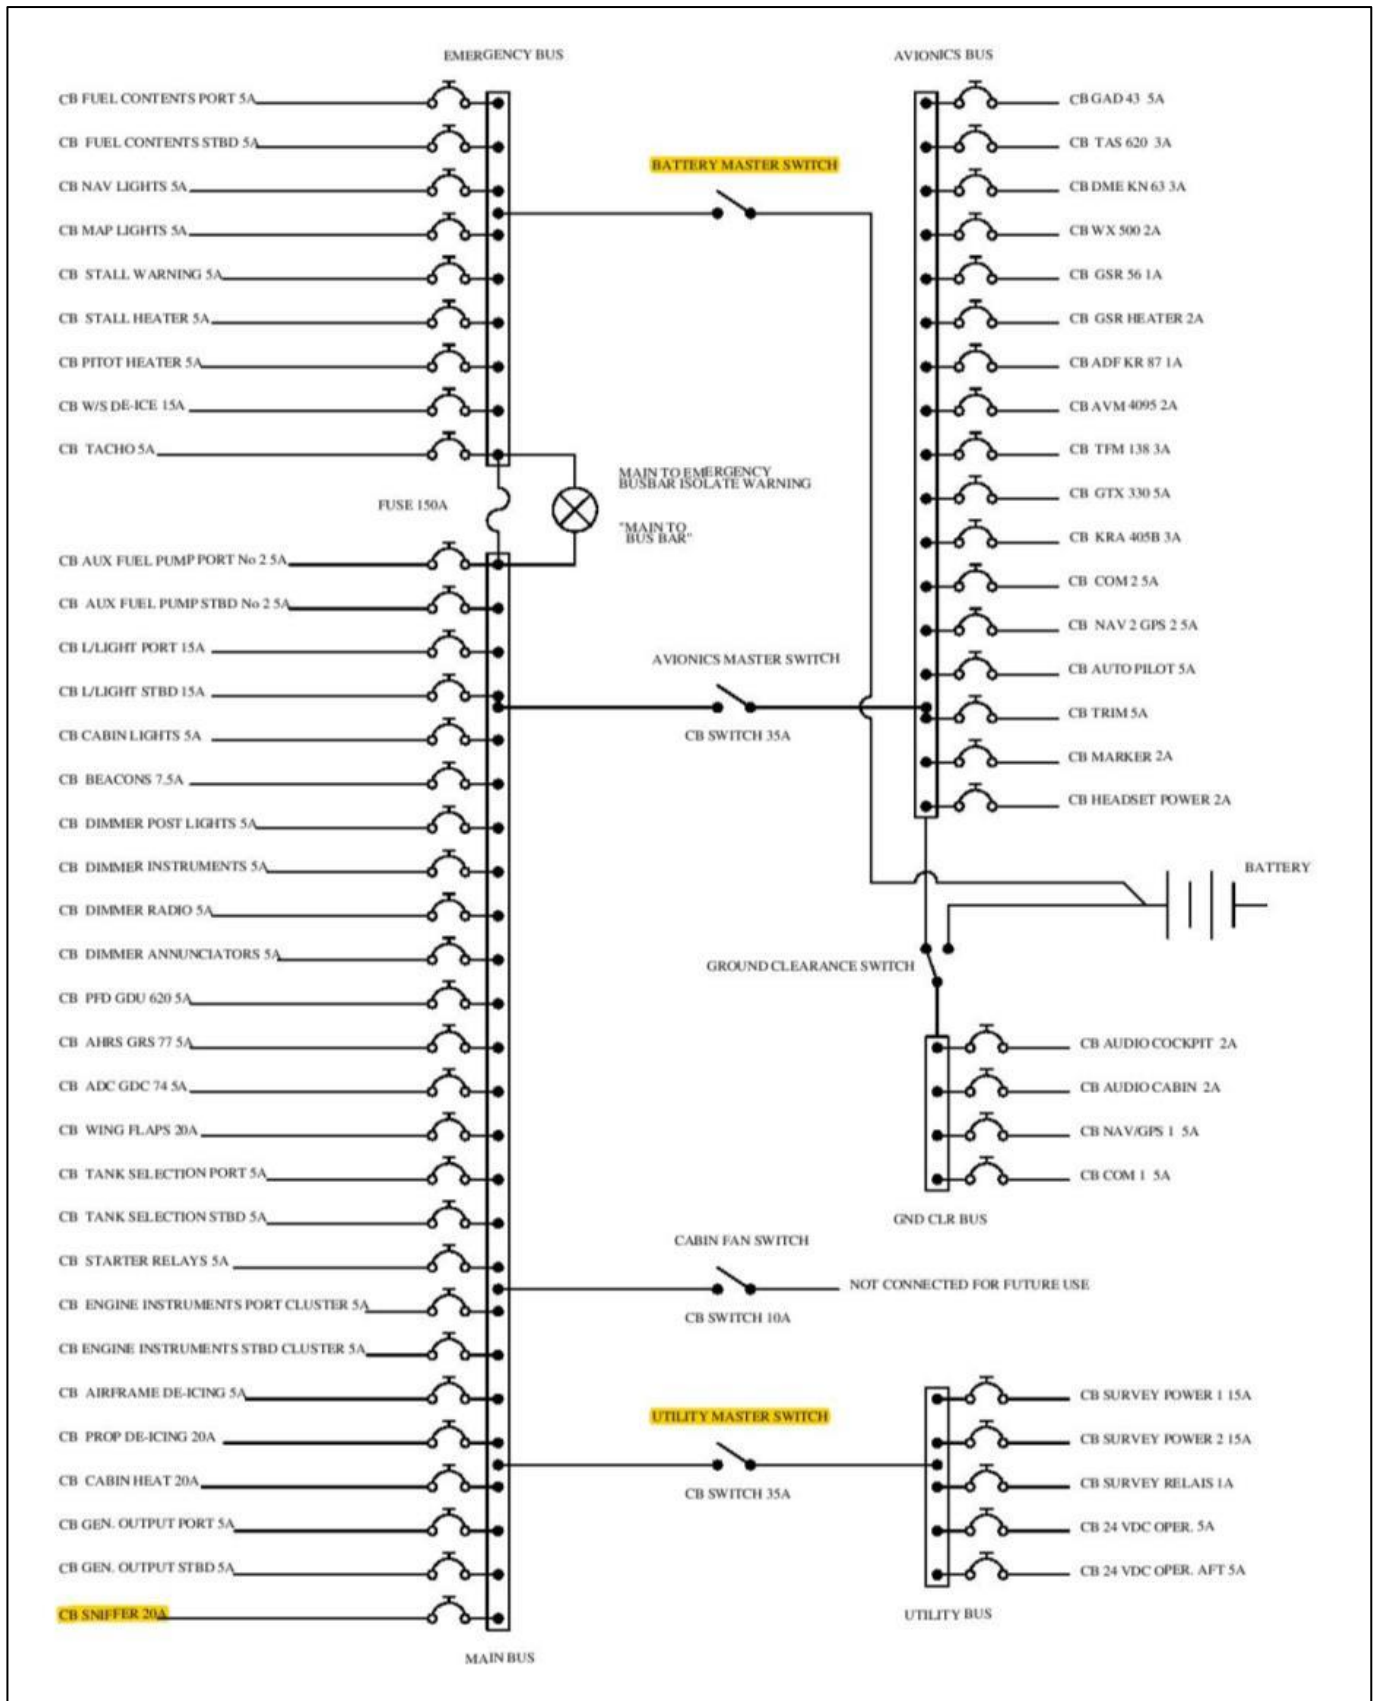 EMERGENCY BUS
CB FUEL CONTENTS PORT 5A
CB FUEL CONTENTS STBD 5A
CB NAV LIGHTS 5A
CB MAP LIGHTS 5A
CB STALL WARNING 5A
CB STALL HEATER 5A
CB PITOT HEATER 5A
CB W/S DE-ICE 15A
CB TACHO 5A
FUSE 150A
MAIN TO EMERGENCY
BUSBAR ISOLATE WARNING
"MAIN TO
BUS BAR"
CB AUX FUEL PUMP PORT No 2 5A
CB AUX FUEL PUMP STBD No 2 5A
CB L/LIGHT PORT 15A
CB L/LIGHT STBD 15A
CB CABIN LIGHTS 5A
CB BEACONS 7.5A
CB DIMMER POST LIGHTS 5A
CB DIMMER INSTRUMENTS 5A
CB DIMMER RADIO 5A
CB DIMMER ANNUNCIATORS 5A
CB PFD GDU 620 5A
CB AHRS GRS 77 5A
CB ADC GDC 74 5A
CB WING FLAPS 20A
CB TANK SELECTION PORT 5A
CB TANK SELECTION STBD 5A
CB STARTER RELAYS 5A
CB ENGINE INSTRUMENTS PORT CLUSTER 5A
CB ENGINE INSTRUMENTS STBD CLUSTER 5A
CB AIRFRAME DE-ICING 5A
CB PROP DE-ICING 20A
CB CABIN HEAT 20A
CB GEN. OUTPUT PORT 5A
CB GEN. OUTPUT STBD 5A
CB SNIFFER 20A
MAIN BUS
BATTERY MASTER SWITCH
AVIONICS MASTER SWITCH
CB SWITCH 35A
CABIN FAN SWITCH
CB SWITCH 10A
NOT CONNECTED FOR FUTURE USE
UTILITY MASTER SWITCH
CB SWITCH 35A
AVIONICS BUS
CB GAD 43 5A
CB TAS 620 3A
CB DME KN 63 3A
CB WX 500 2A
CB GSR 56 1A
CB GSR HEATER 2A
CB ADF KR 87 1A
CB AVM 4095 2A
CB TFM 138 3A
CB GTX 330 5A
CB KRA 405B 3A
CB COM 2 5A
CB NAV 2 GPS 2 5A
CB AUTO PILOT 5A
CB TRIM 5A
CB MARKER 2A
CB HEADSET POWER 2A
BATTERY
GROUND CLEARANCE SWITCH
CB AUDIO COCKPIT 2A
CB AUDIO CABIN 2A
CB NAV/GPS 1 5A
CB COM 1 5A
GND CLR BUS
CB SURVEY POWER 1 15A
CB SURVEY POWER 2 15A
CB SURVEY RELAIS 1A
CB 24 VDC OPER. 5A
CB 24 VDC OPER. AFT 5A
UTILITY BUS